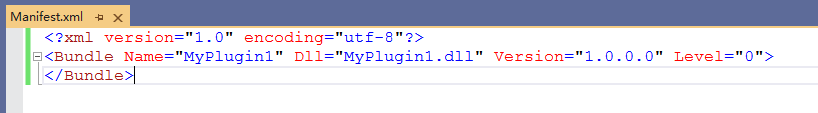 Manifest.xml
<?xml version="1.0" encoding="utf-8"?>
<Bundle Name="MyPlugin1" Dll="MyPlugin1.dll" Version="1.0.0.0" Level="0">
</Bundle>